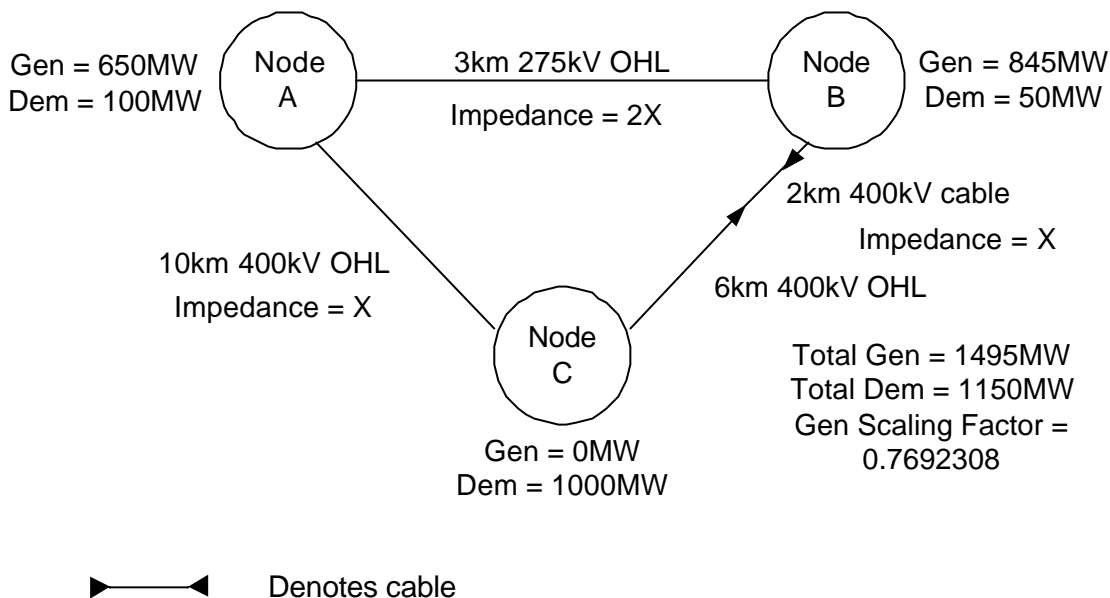 Gen = 650MW
Dem = 100MW
Node
A
3km 275kV OHL
Impedance = 2X
Node
B
Gen = 845MW
Dem = 50MW
2km 400kV cable
Impedance = X
10km 400kV OHL
Impedance = X
6km 400kV OHL
Node
C
Gen = 0MW
Dem = 1000MW
Total Gen = 1495MW
Total Dem = 1150MW
Gen Scaling Factor =
0.7692308
Denotes cable